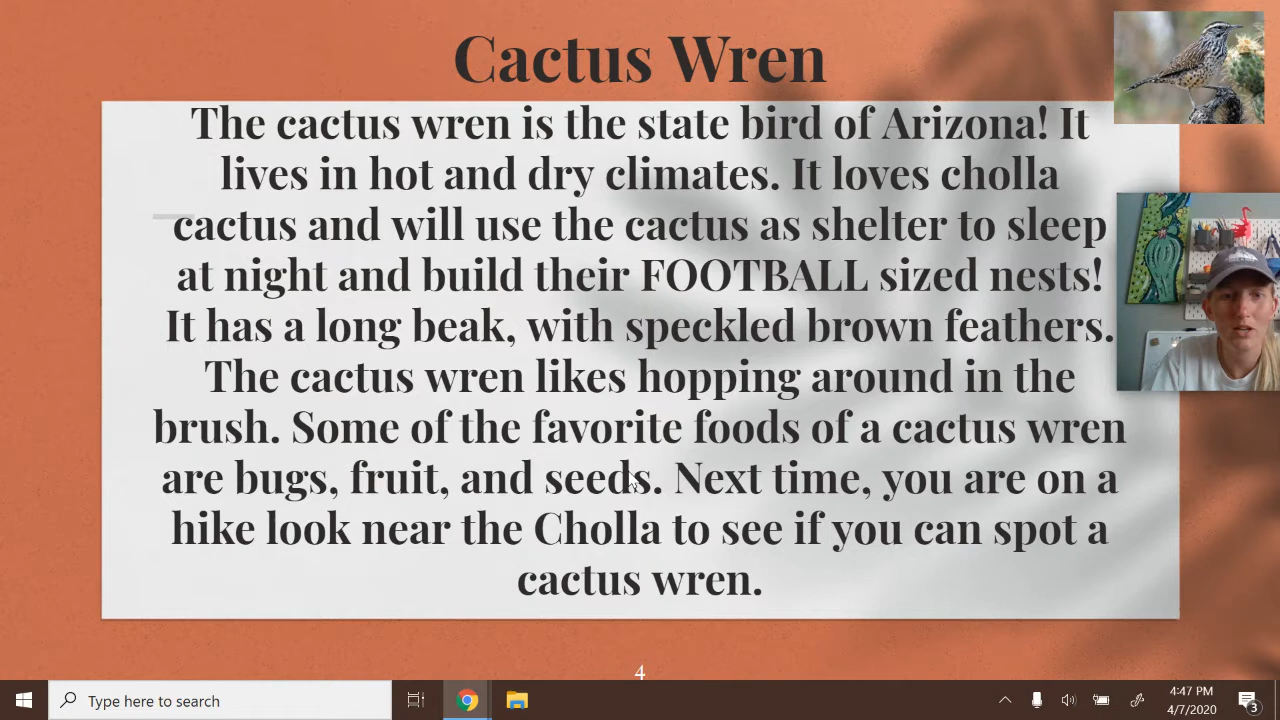 Cactus Wren
The cactus wren is the state bird of Arizona! It
lives in hot and dry climates. It loves cholla
cactus and will use the cactus as shelter to sleep
at night and build their FOOTBALL sized nests!
It has a long beak, with speckled brown feathers.
The cactus wren likes hopping around in the
brush. Some of the favorite foods of a cactus wren
are bugs, fruit, and seeds. Next time, you are on a
hike look near the Cholla to see if you can spot a
cactus wren.
4
Type here to search
4:47 PM
4/7/2020
3